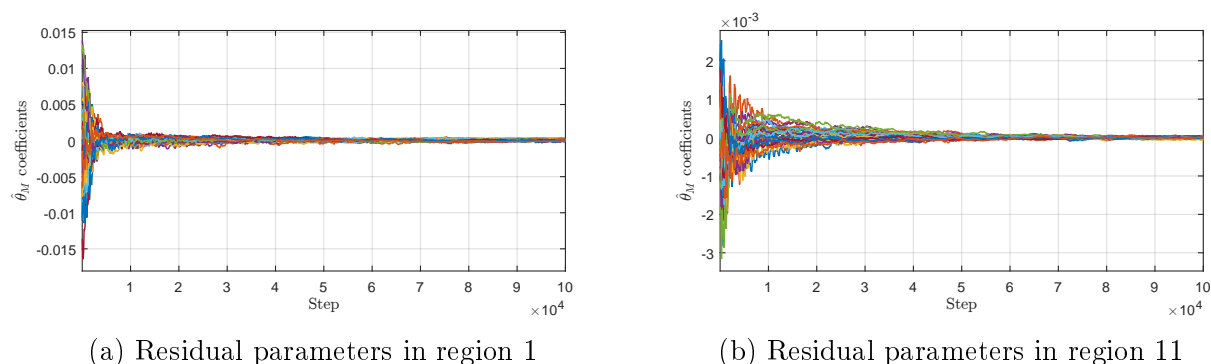 0.015
0.01
0.005
0
-0.005
-0.01
-0.015
θ̂_M coefficients
1 2 3 4 5 6 7 8 9 10
Step
×10^4
(a) Residual parameters in region 1
×10^-3
2
1
0
-1
-2
-3
θ̂_M coefficients
1 2 3 4 5 6 7 8 9 10
Step
×10^4
(b) Residual parameters in region 11